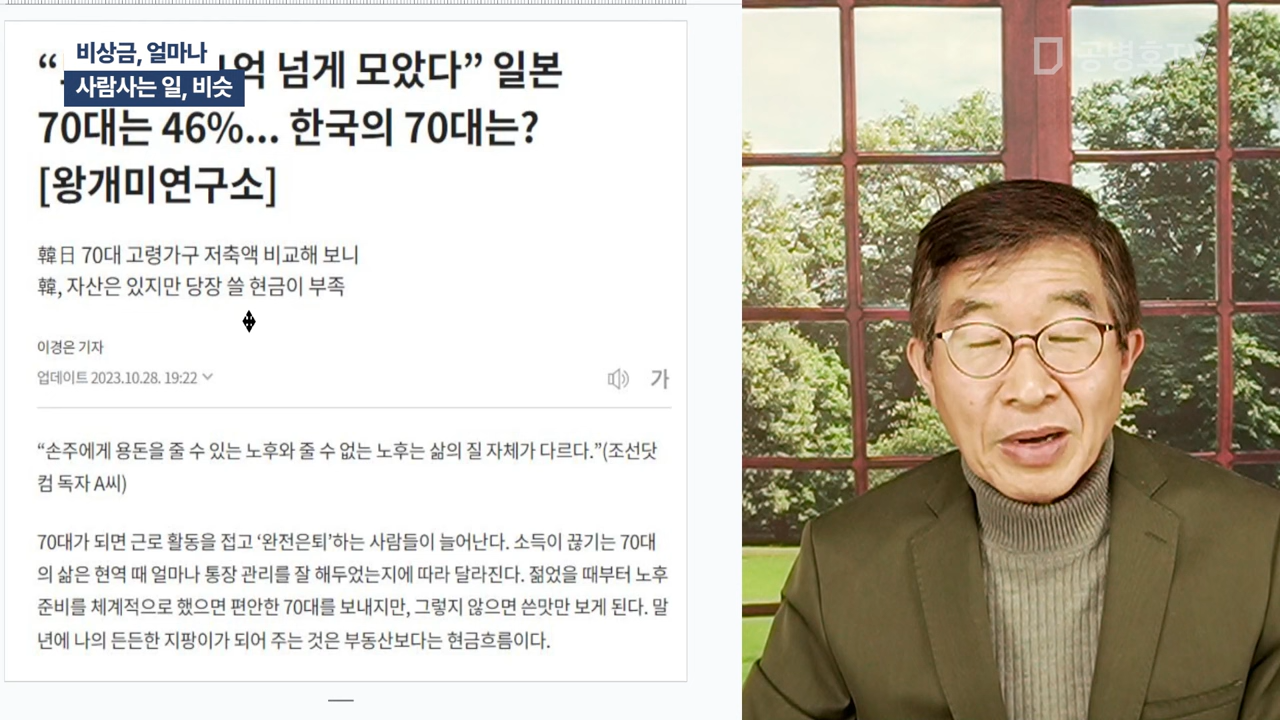 비상금, 얼마나
사람사는 일, 비슷
억 넘게 모았다” 일본
70대는 46%... 한국의 70대는?
[왕개미연구소]
韓日 70대 고령가구 저축액 비교해 보니
韓, 자산은 있지만 당장 쓸 현금이 부족
이경은 기자
업데이트 2023.10.28. 19:22
가
“손주에게 용돈을 줄 수 있는 노후와 줄 수 없는 노후는 삶의 질 자체가 다르다.”(조선닷
컴 독자 A씨)
70대가 되면 근로 활동을 접고 ‘완전은퇴’하는 사람들이 늘어난다. 소득이 끊기는 70대
의 삶은 현역 때 얼마나 통장 관리를 잘 해두었는지에 따라 달라진다. 젊었을 때부터 노후
준비를 체계적으로 했으면 편안한 70대를 보내지만, 그렇지 않으면 쓴맛만 보게 된다. 말
년에 나의 든든한 지팡이가 되어 주는 것은 부동산보다는 현금흐름이다.
공병호TV